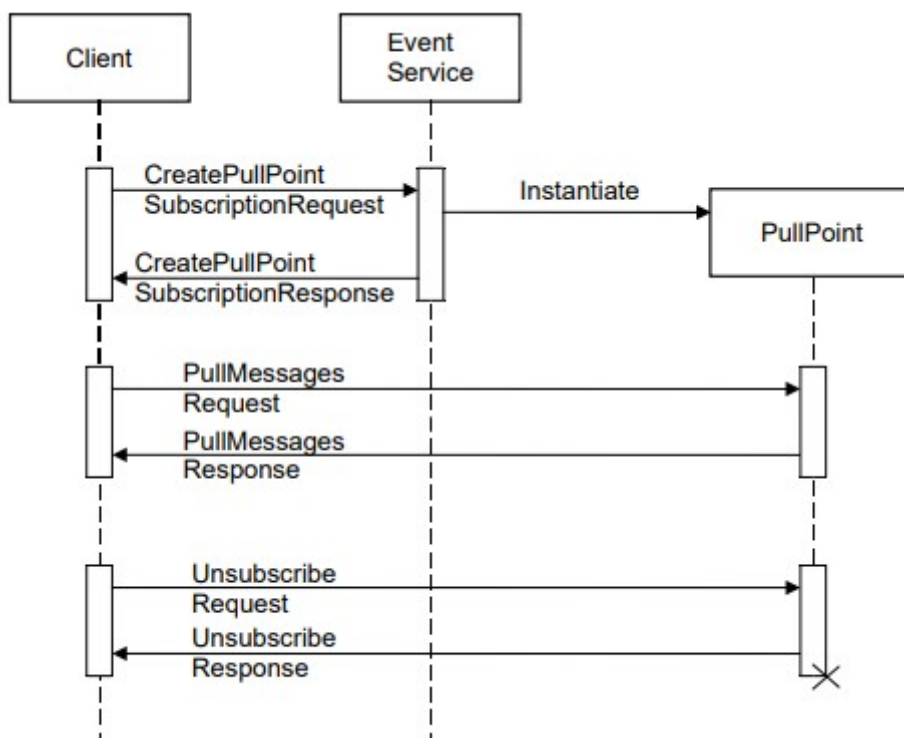 Client
Event
Service
CreatePullPoint
SubscriptionRequest
Instantiate
PullPoint
CreatePullPoint
SubscriptionResponse
PullMessages
Request
PullMessages
Response
Unsubscribe
Request
Unsubscribe
Response